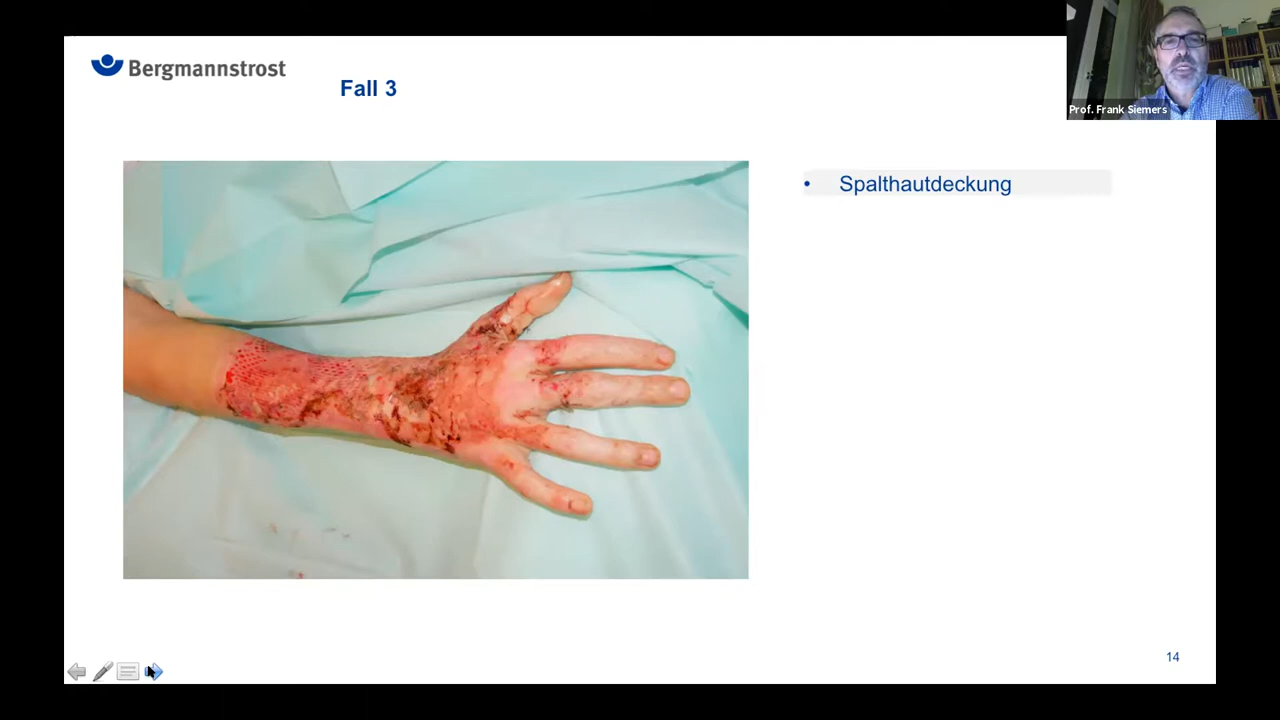 Bergmannstrost
Fall 3
Prof. Frank Siemers
• Spalthautdeckung
14